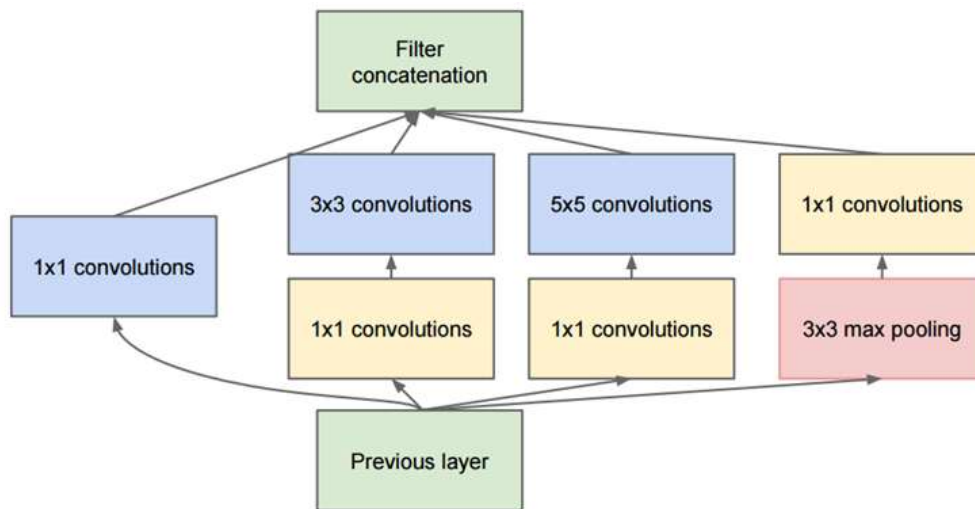 Filter
concatenation
3x3 convolutions
5x5 convolutions
1x1 convolutions
1x1 convolutions
1x1 convolutions
1x1 convolutions
3x3 max pooling
Previous layer